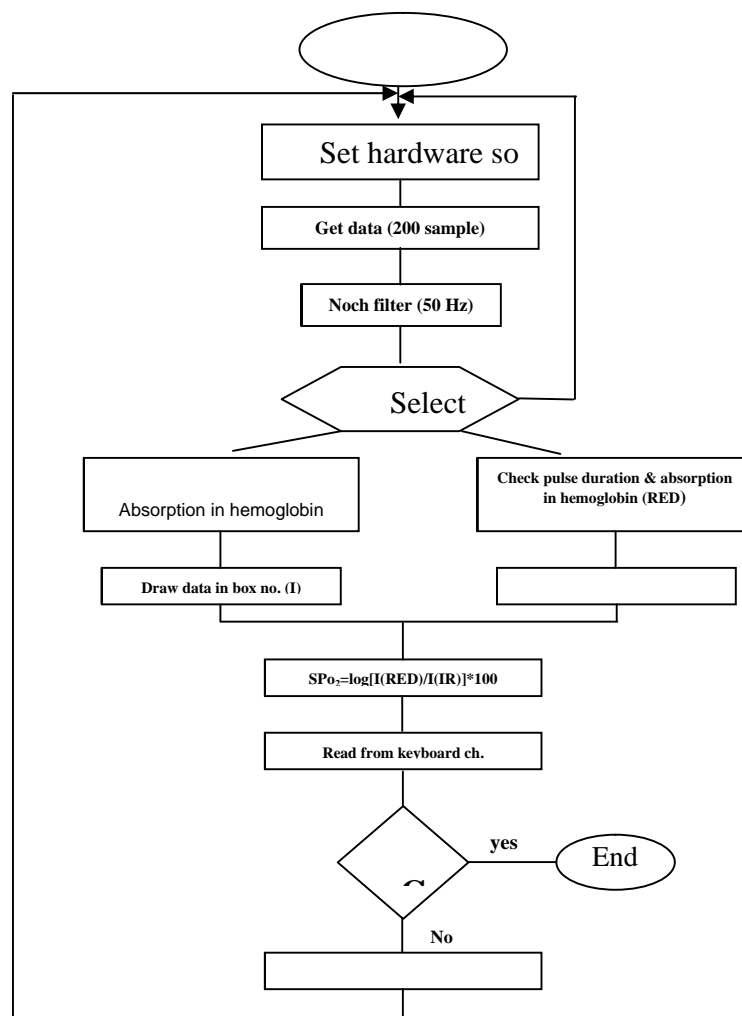 Set hardware so
Get data (200 sample)
Noch filter (50 Hz)
Select
Absorption in hemoglobin
Check pulse duration & absorption
in hemoglobin (RED)
Draw data in box no. (I)
SPo₂=log[I(RED)/I(IR)]*100
Read from keyboard ch.
yes
End
No